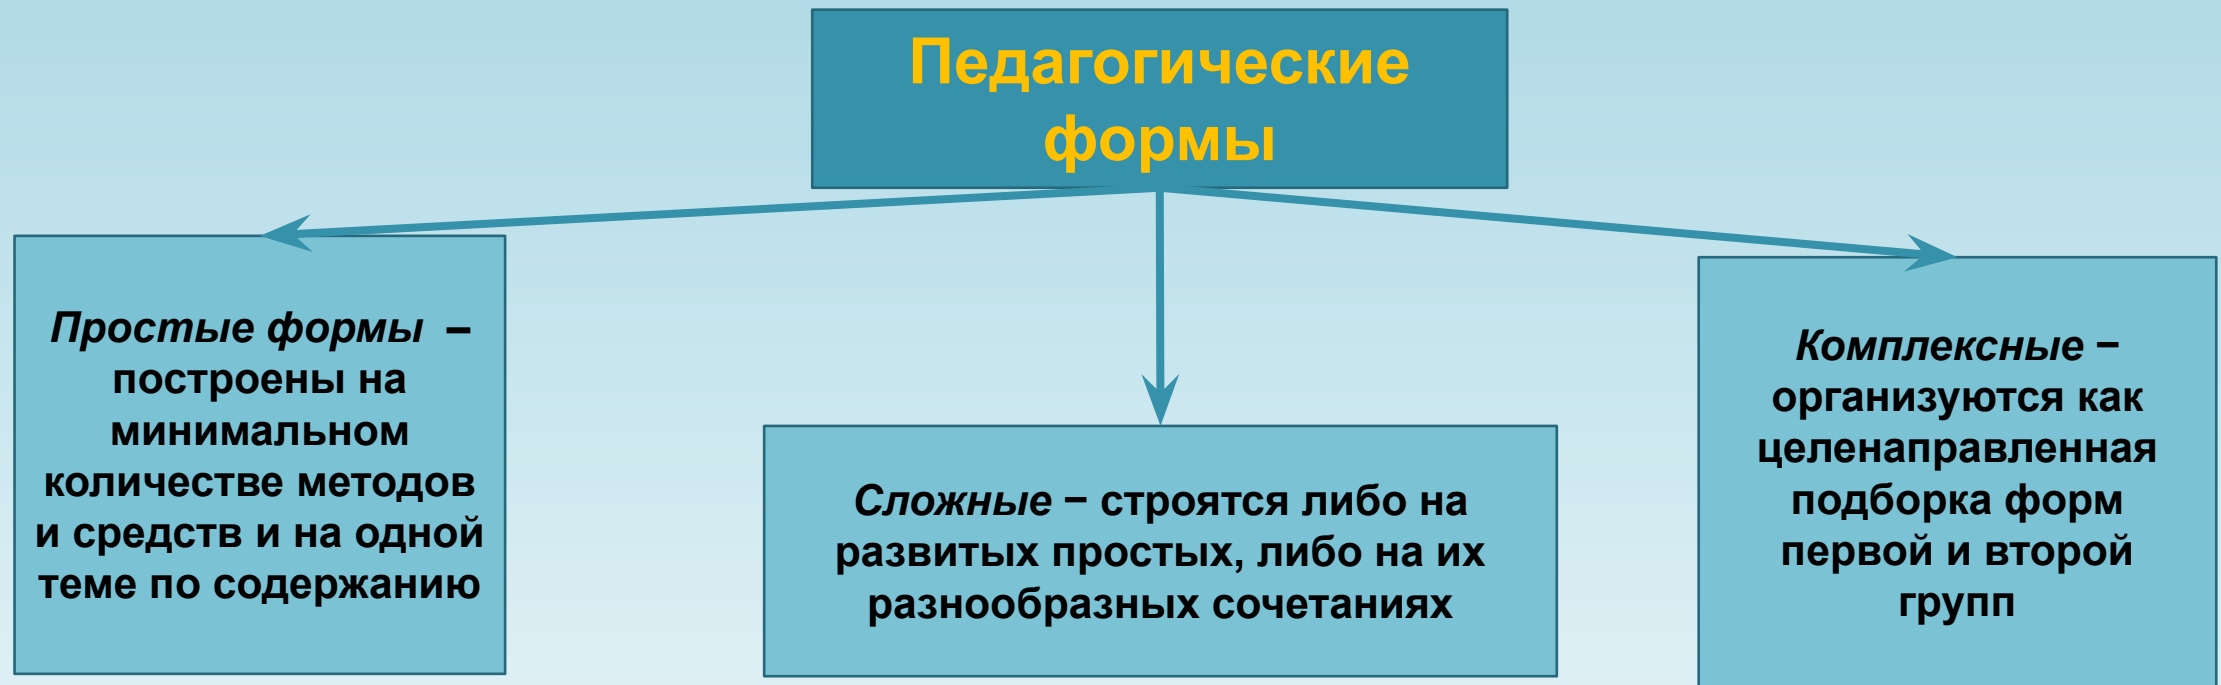 Педагогические
формы
Простые формы –
построены на
минимальном
количестве методов
и средств и на одной
теме по содержанию
Сложные – строятся либо на
развитых простых, либо на их
разнообразных сочетаниях
Комплексные –
организуются как
целенаправленная
подборка форм
первой и второй
групп